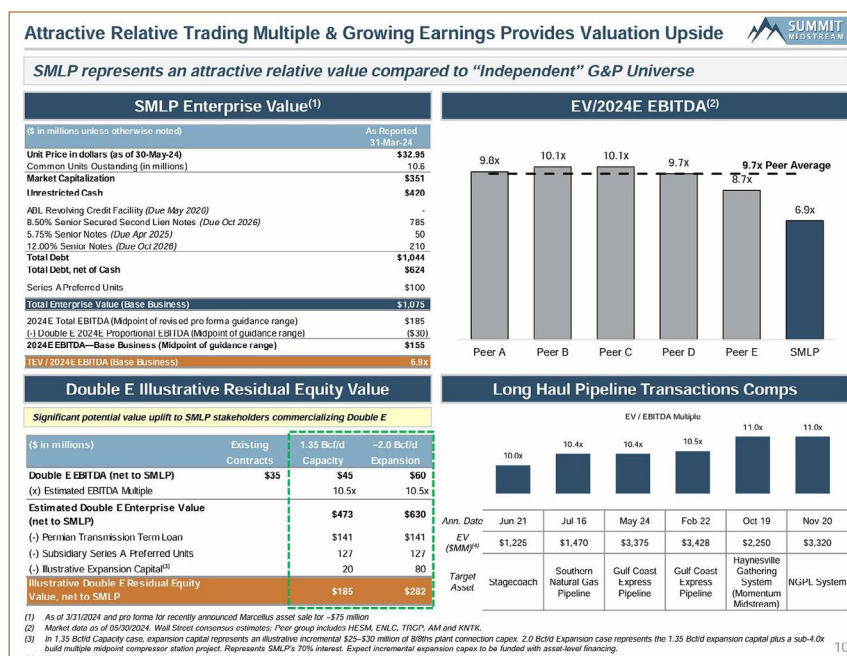 Attractive Relative Trading Multiple & Growing Earnings Provides Valuation Upside
SUMMIT
MIDSTREAM
SMLP represents an attractive relative value compared to “Independent” G&P Universe
SMLP Enterprise Value(1)
($ in millions unless otherwise noted) As Reported
31-Mar-24
Unit Price in dollars (as of 30-May-24) $32.95
Common Units Oustanding (in millions) 10.6
Market Capitalization $351
Unrestricted Cash $420
ABL Revolving Credit Facility (Due May 2026) -
8.50% Senior Secured Second Lien Notes (Due Oct 2026) 785
5.75% Senior Notes (Due Apr 2025) 50
12.00% Senior Notes (Due Oct 2026) 210
Total Debt $1,044
Total Debt, net of Cash $624
Series A Preferred Units $100
Total Enterprise Value (Base Business) $1,075
2024E Total EBITDA (Midpoint of revised pro forma guidance range) $185
(-) Double E 2024E Proportional EBITDA (Midpoint of guidance range) ($30)
2024E EBITDA—Base Business (Midpoint of guidance range) $155
TEV / 2024E EBITDA (Base Business) 6.9x
EV/2024E EBITDA(2)
9.8x 10.1x 10.1x 9.7x 8.7x 6.9x
9.7x Peer Average
Peer A Peer B Peer C Peer D Peer E SMLP
Double E Illustrative Residual Equity Value
Significant potential value uplift to SMLP stakeholders commercializing Double E
($ in millions) Existing 1.35 Bcf/d ~2.0 Bcf/d
Contracts Capacity Expansion
Double E EBITDA (net to SMLP) $35 $45 $60
(x) Estimated EBITDA Multiple 10.5x 10.5x
Estimated Double E Enterprise Value
(net to SMLP) $473 $630
(-) Permian Transmission Term Loan $141 $141
(-) Subsidiary Series A Preferred Units 127 127
(-) Illustrative Expansion Capital(3) 20 80
Illustrative Double E Residual Equity
Value, net to SMLP $185 $282
Long Haul Pipeline Transactions Comps
EV / EBITDA Multiple
10.0x 10.4x 10.4x 10.5x 11.0x 11.0x
Ann. Date Jun-21 Jul-16 May-24 Feb-22 Oct-19 Nov-20
EV
($MM)(4) $1,225 $1,470 $3,375 $3,428 $2,250 $3,320
Target
Asset
Stagecoach
Southern
Natural Gas
Pipeline
Gulf Coast
Express
Pipeline
Gulf Coast
Express
Pipeline
Haynesville
Gathering
System
(Momentum
Midstream)
NGPL System
(1) As of 3/31/2024 and pro forma for recently announced Marcellus asset sale for ~$75 million
(2) Market data as of 05/30/2024. Wall Street consensus estimates; Peer group includes HESM, ENLC, TRGP, AM and KNTK.
(3) In 1.35 Bcf/d Capacity case, expansion capital represents an illustrative incremental $25–$30 million of 8/8ths plant connection capex. 2.0 Bcf/d Expansion case represents the 1.35 Bcf/d expansion capital plus a sub-4.0x
build multiple midpoint compressor station project. Represents SMLP's 70% interest. Expect incremental expansion capex to be funded with asset-level financing.
10